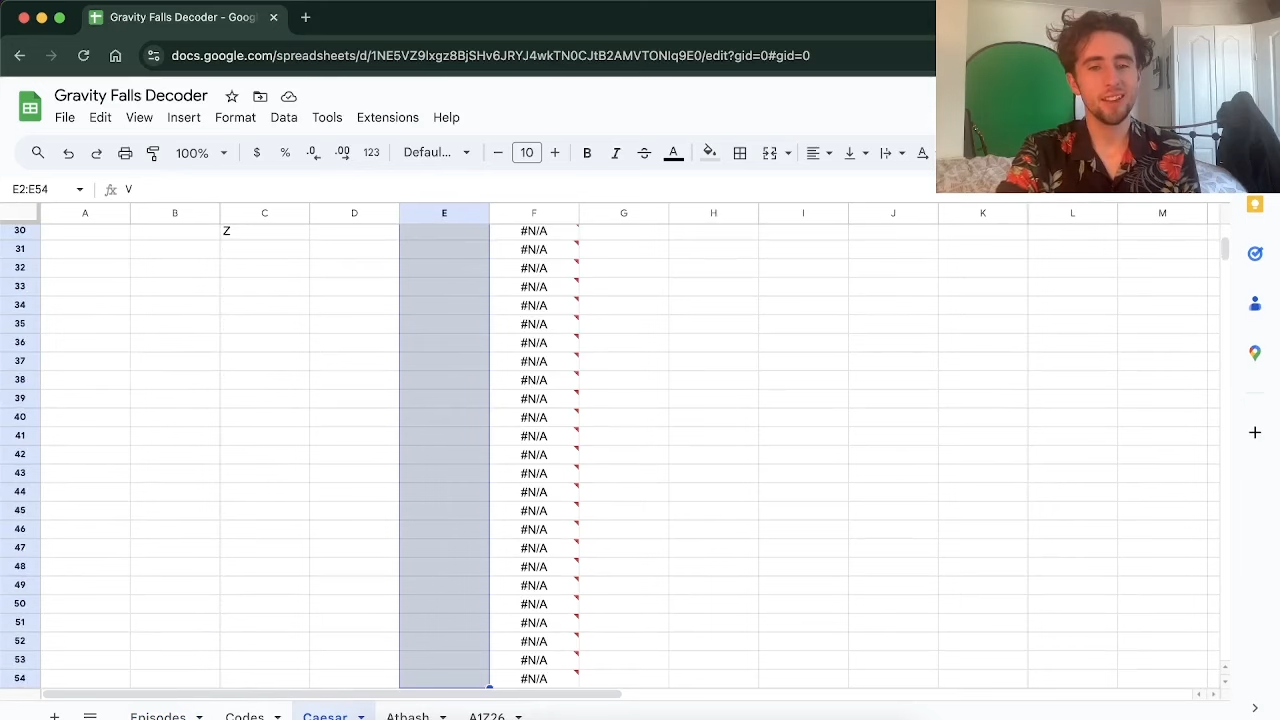 Gravity Falls Decoder - Goog
docs.google.com/spreadsheets/d/1NE5VZ9Ixgz8BjSHv6JRYJ4wkTN0CJtB2AMVTONIq9E0/edit?gid=0#gid=0
Gravity Falls Decoder
File Edit View Insert Format Data Tools Extensions Help
100% $ % .0 .00 123 Defaul... 10 B I A
E2:E54 fx V
A B C D E F G H I J K L M
30 Z #N/A
31 #N/A
32 #N/A
33 #N/A
34 #N/A
35 #N/A
36 #N/A
37 #N/A
38 #N/A
39 #N/A
40 #N/A
41 #N/A
42 #N/A
43 #N/A
44 #N/A
45 #N/A
46 #N/A
47 #N/A
48 #N/A
49 #N/A
50 #N/A
51 #N/A
52 #N/A
53 #N/A
54 #N/A
Episodes Codes Caesar Atbash A1Z26